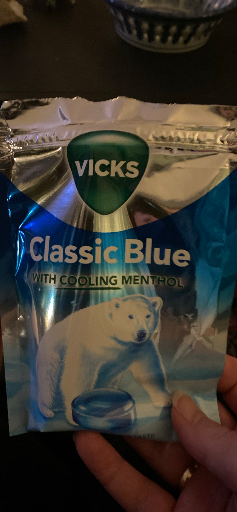 VICKS
Classic Blue
WITH COOLING MENTHOL